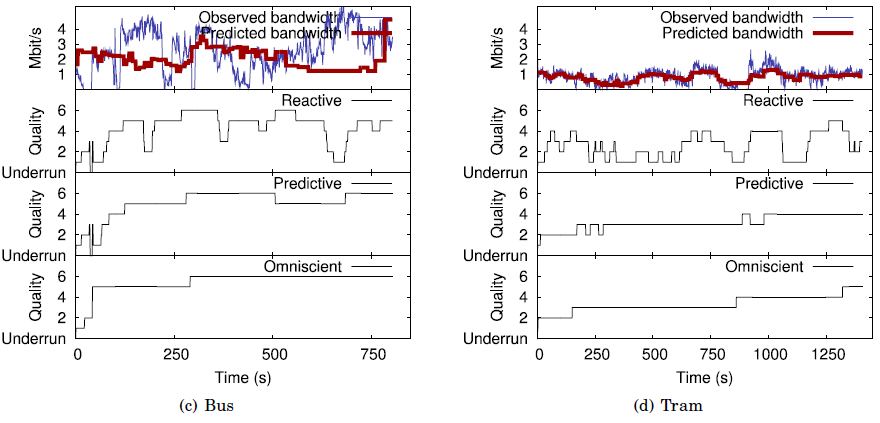 Mbit/s
4
3
2
1
Observed bandwidth
Predicted bandwidth
Quality
6
4
2
Underrun
Reactive
Quality
6
4
2
Underrun
Predictive
Quality
6
4
2
Underrun
Omniscient
0 250 500 750
Time (s)
(c) Bus
Mbit/s
4
3
2
1
Observed bandwidth
Predicted bandwidth
Quality
6
4
2
Underrun
Reactive
Quality
6
4
2
Underrun
Predictive
Quality
6
4
2
Underrun
Omniscient
0 250 500 750 1000 1250
Time (s)
(d) Tram